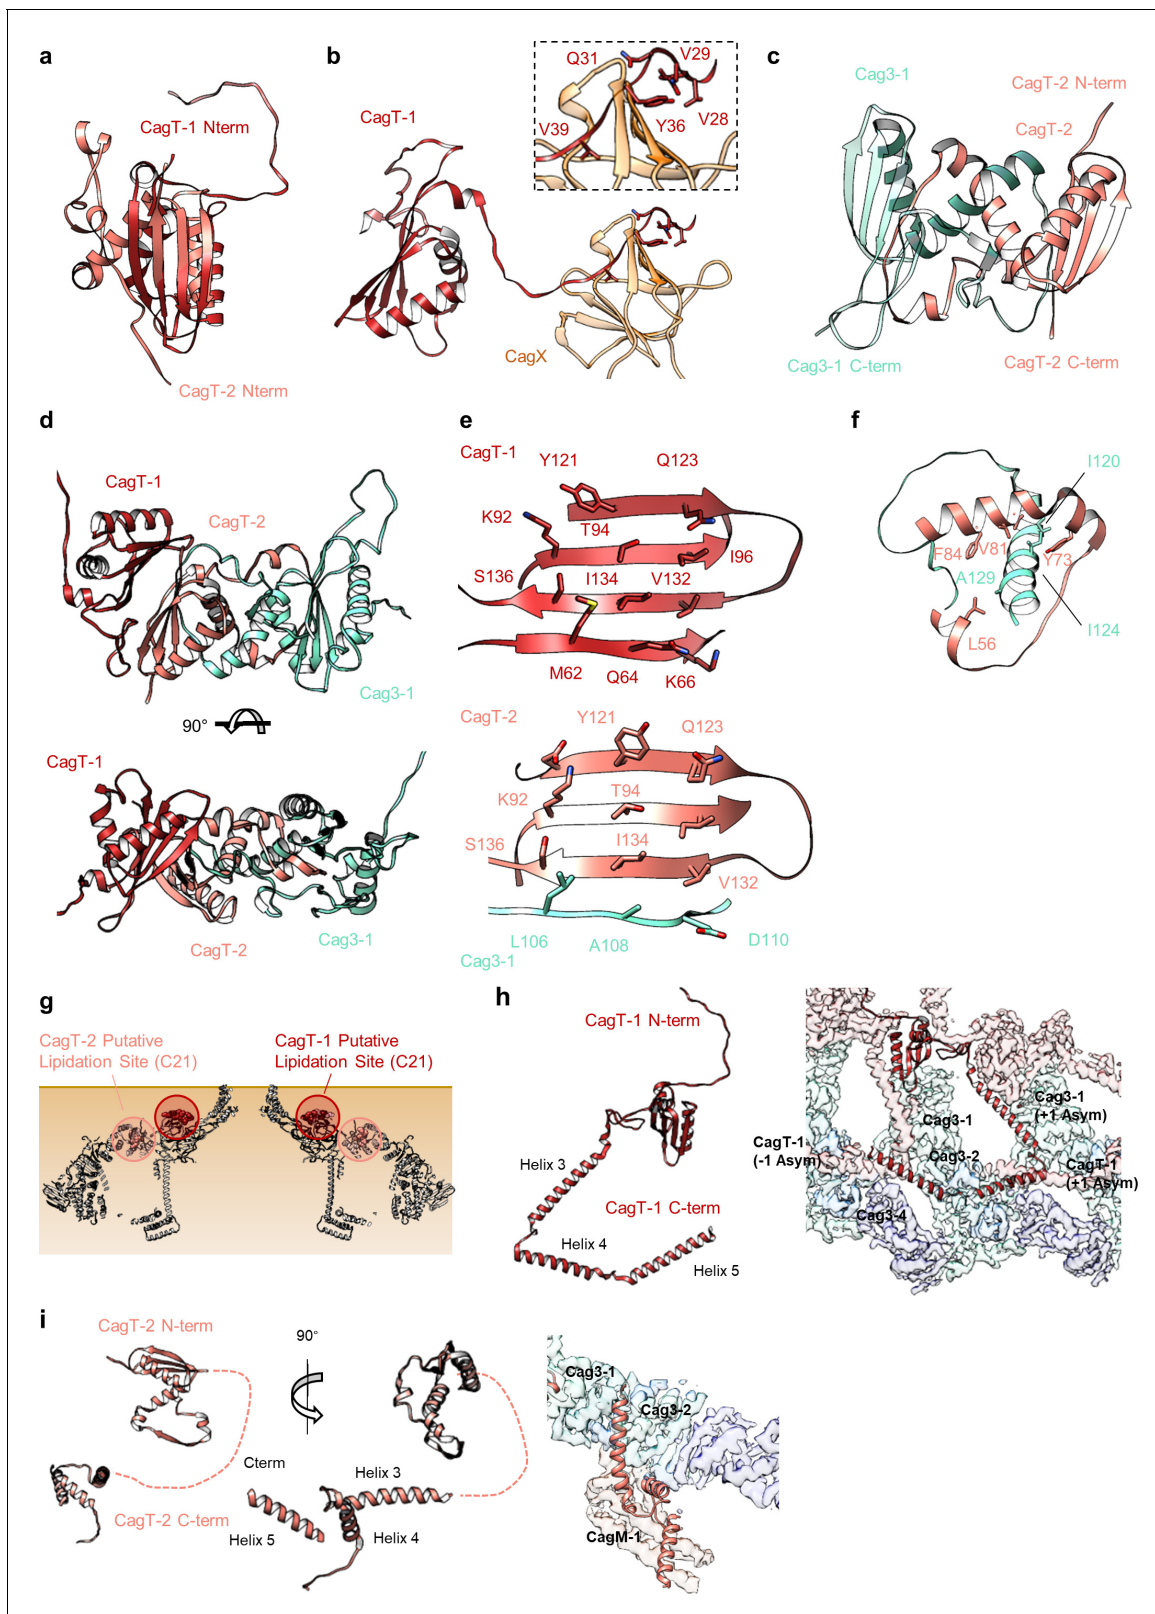 a
CagT-1 Nterm
CagT-2 Nterm
b
CagT-1
Q31
V29
V39
Y36
V28
CagX
c
Cag3-1
CagT-2 N-term
CagT-2
Cag3-1 C-term
CagT-2 C-term
d
CagT-1
CagT-2
Cag3-1
90°
CagT-1
CagT-2
Cag3-1
e
CagT-1
Y121
Q123
K92
T94
I96
S136
I134
V132
M62
Q64
K66
CagT-2
Y121
Q123
K92
T94
S136
I134
V132
L106
A108
D110
Cag3-1
f
I120
F84
V81
Y73
A129
I124
L56
g
CagT-2 Putative
Lipidation Site (C21)
CagT-1 Putative
Lipidation Site (C21)
h
CagT-1 N-term
Helix 3
CagT-1 C-term
Helix 4
Helix 5
Cag3-1
(+1 Asym)
Cag3-1
CagT-1
(-1 Asym)
Cag3-2
CagT-1
(+1 Asym)
Cag3-4
i
CagT-2 N-term
90°
Cterm
Helix 3
CagT-2 C-term
Helix 5
Helix 4
Cag3-1
Cag3-2
CagM-1